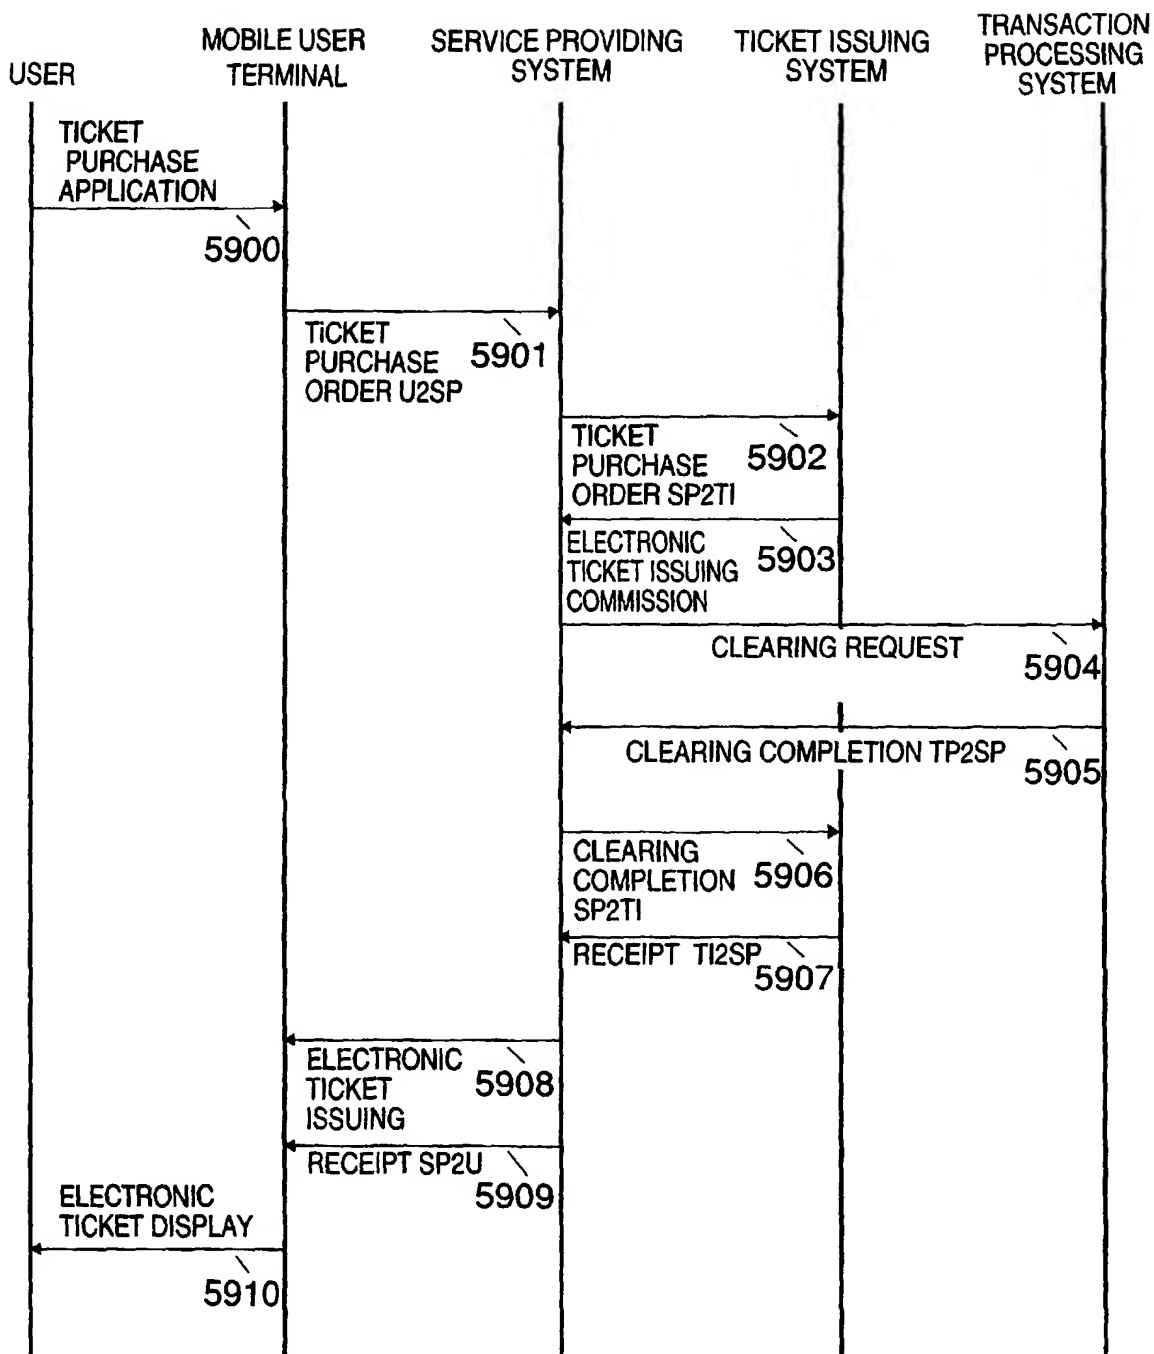 USER
MOBILE USER
TERMINAL
SERVICE PROVIDING
SYSTEM
TICKET ISSUING
SYSTEM
TRANSACTION
PROCESSING
SYSTEM
TICKET
PURCHASE
APPLICATION
5900
TICKET
PURCHASE
ORDER U2SP
5901
TICKET
PURCHASE
ORDER SP2TI
5902
ELECTRONIC
TICKET ISSUING
COMMISSION
5903
CLEARING REQUEST
5904
CLEARING COMPLETION TP2SP
5905
CLEARING
COMPLETION
SP2TI
5906
RECEIPT TI2SP
5907
ELECTRONIC
TICKET
ISSUING
5908
RECEIPT SP2U
5909
ELECTRONIC
TICKET DISPLAY
5910